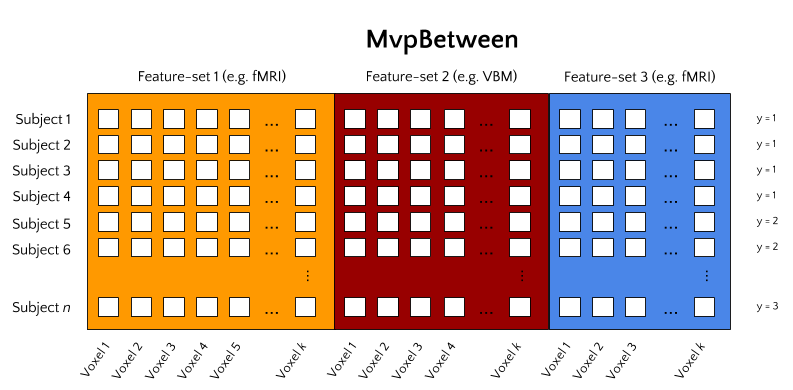 MvpBetween
Feature-set 1 (e.g. fMRI) Feature-set 2 (e.g. VBM) Feature-set 3 (e.g. fMRI)
Subject 1 ... ... ... y = 1
Subject 2 ... ... ... y = 1
Subject 3 ... ... ... y = 1
Subject 4 ... ... ... y = 1
Subject 5 ... ... ... y = 2
Subject 6 ... ... ... y = 2
⋮ ⋮ ⋮
Subject n ... ... ... y = 3
Voxel 1 Voxel 2 Voxel 3 Voxel 4 Voxel 5 Voxel k Voxel 1 Voxel 2 Voxel 3 Voxel 4 Voxel k Voxel 1 Voxel 2 Voxel 3 Voxel k